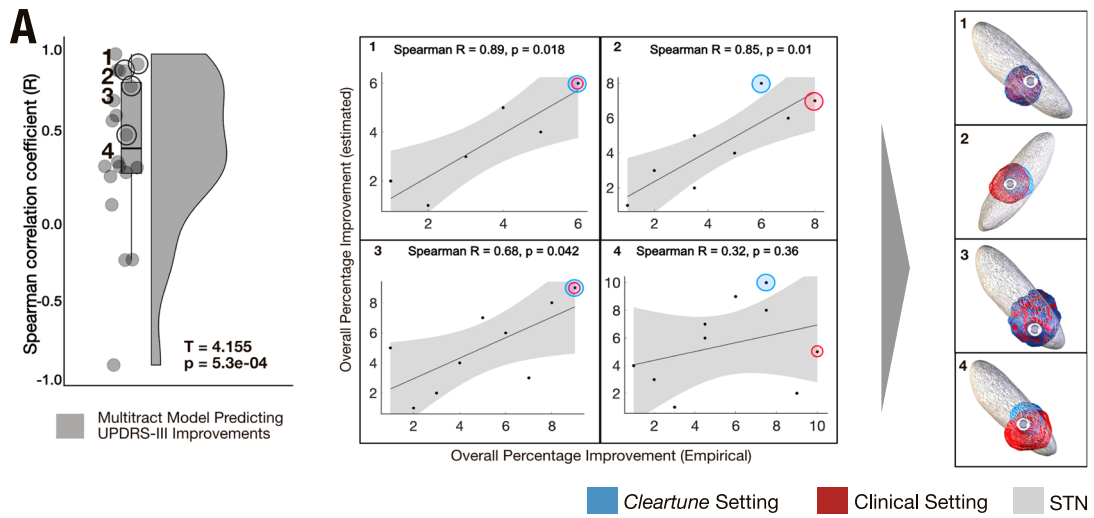 A
Spearman correlation coefficient (R)
1.0
0.5
0.0
-0.5
-1.0
1
2
3
4
T = 4.155
p = 5.3e-04
Multitract Model Predicting
UPDRS-III Improvements
Overall Percentage Improvement (estimated)
1 Spearman R = 0.89, p = 0.018
6
4
2
2 4 6
2 Spearman R = 0.85, p = 0.01
8
6
4
2
2 4 6 8
3 Spearman R = 0.68, p = 0.042
8
6
4
2
2 4 6 8
4 Spearman R = 0.32, p = 0.36
10
8
6
4
2
2 4 6 8 10
Overall Percentage Improvement (Empirical)
1
2
3
4
Cleartune Setting
Clinical Setting
STN